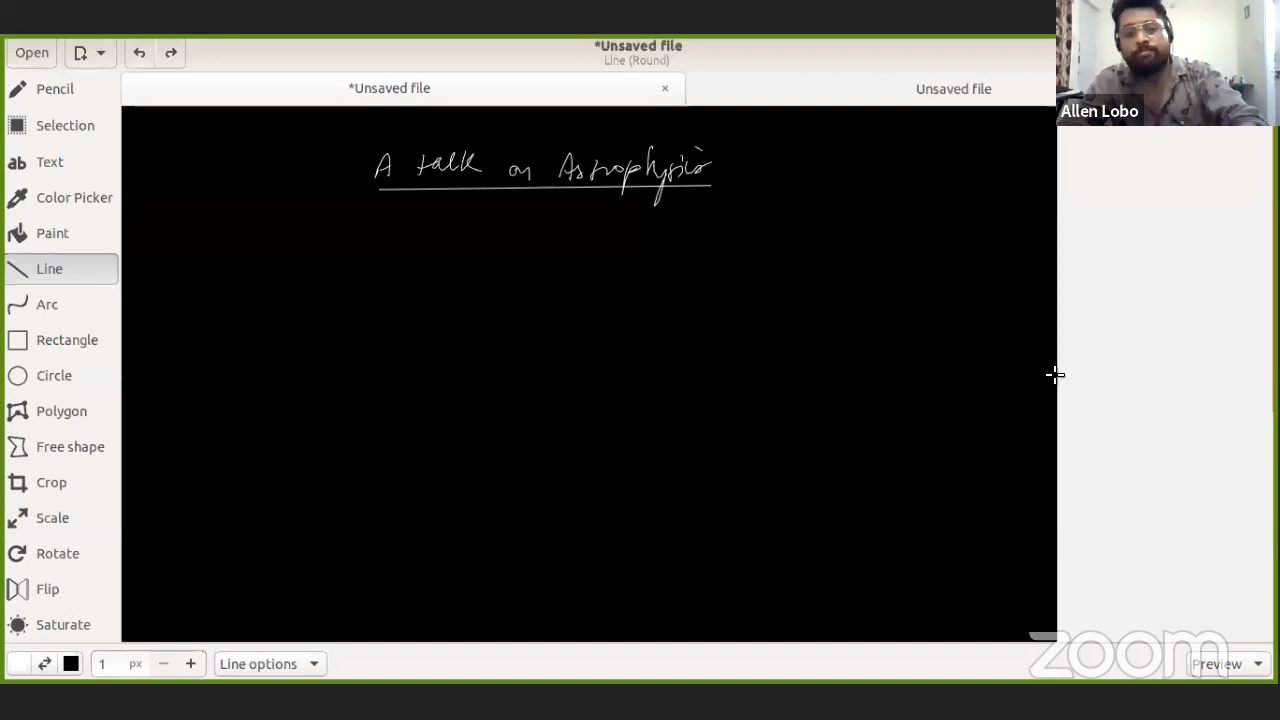 *Unsaved file
Open
Line (Round)
*Unsaved file ×
Unsaved file
Allen Lobo
Pencil
Selection
ab Text
Color Picker
Paint
Line
Arc
Rectangle
Circle
Polygon
Free shape
Crop
Scale
Rotate
Flip
Saturate
A talk on Astrophysics
1 px − +
Line options
zoom
Preview